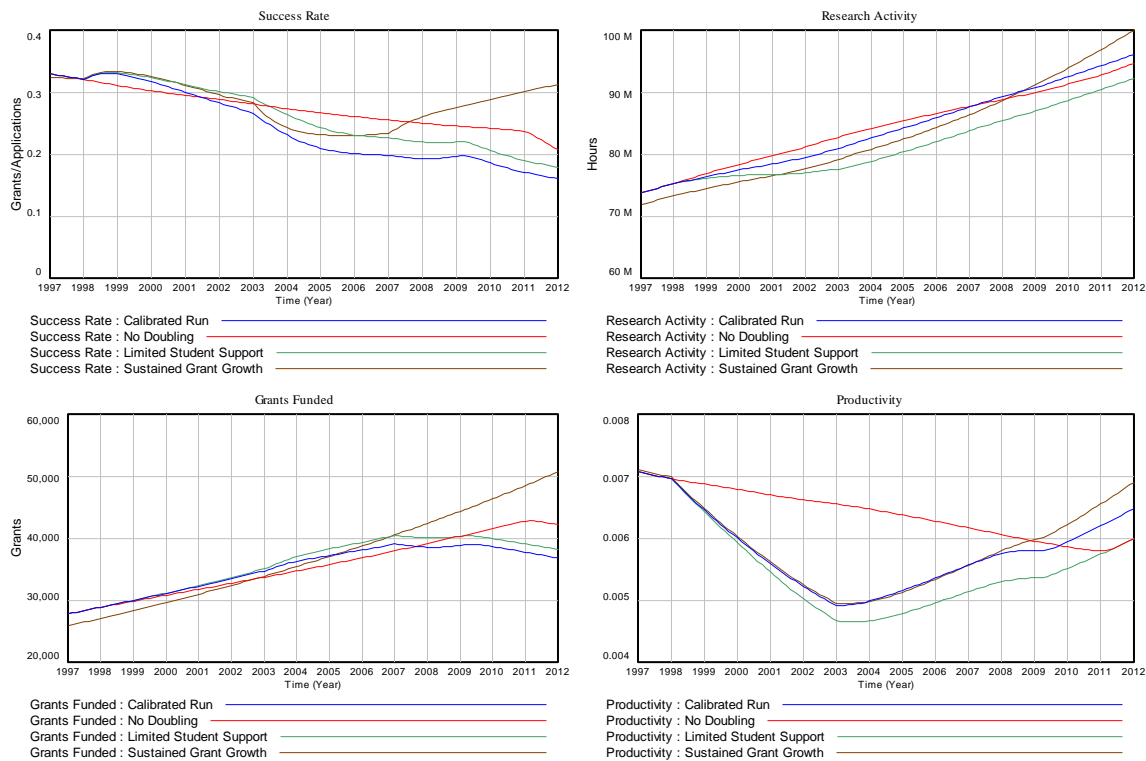 Success Rate
0.4
0.3
0.2
0.1
0
Grants/Applications
1997 1998 1999 2000 2001 2002 2003 2004 2005 2006 2007 2008 2009 2010 2011 2012
Time (Year)
Success Rate : Calibrated Run
Success Rate : No Doubling
Success Rate : Limited Student Support
Success Rate : Sustained Grant Growth
Research Activity
100 M
90 M
80 M
70 M
60 M
Hours
1997 1998 1999 2000 2001 2002 2003 2004 2005 2006 2007 2008 2009 2010 2011 2012
Time (Year)
Research Activity : Calibrated Run
Research Activity : No Doubling
Research Activity : Limited Student Support
Research Activity : Sustained Grant Growth
Grants Funded
60,000
50,000
40,000
30,000
20,000
Grants
1997 1998 1999 2000 2001 2002 2003 2004 2005 2006 2007 2008 2009 2010 2011 2012
Time (Year)
Grants Funded : Calibrated Run
Grants Funded : No Doubling
Grants Funded : Limited Student Support
Grants Funded : Sustained Grant Growth
Productivity
0.008
0.007
0.006
0.005
0.004
1997 1998 1999 2000 2001 2002 2003 2004 2005 2006 2007 2008 2009 2010 2011 2012
Time (Year)
Productivity : Calibrated Run
Productivity : No Doubling
Productivity : Limited Student Support
Productivity : Sustained Grant Growth